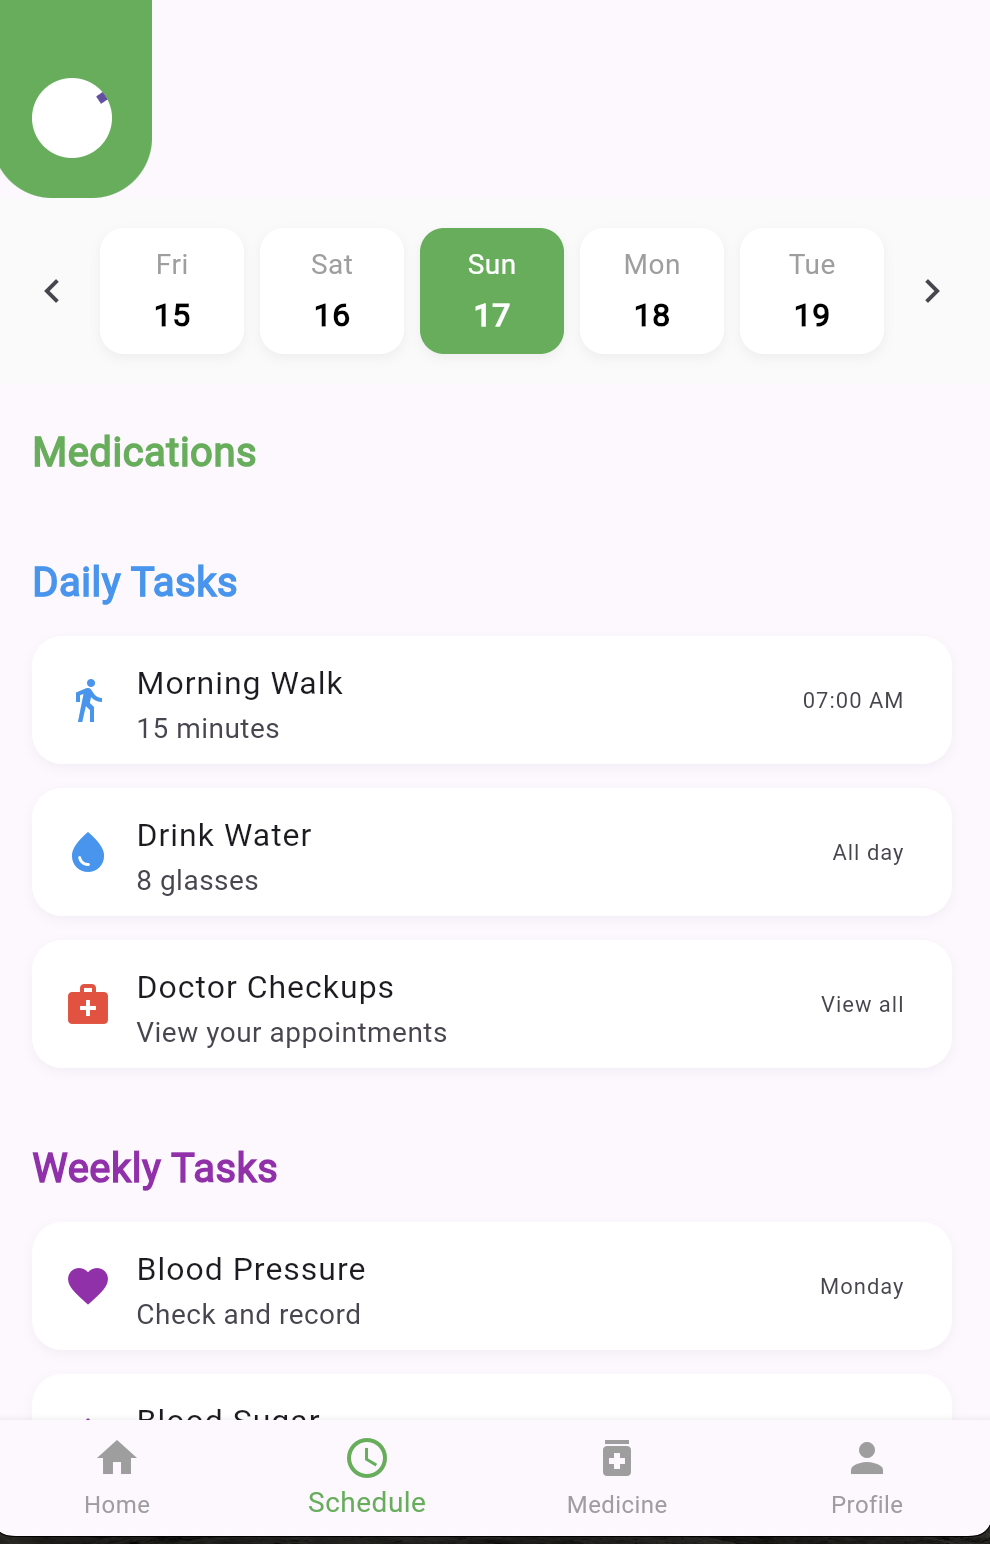 Fri Sat Sun Mon Tue
15 16 17 18 19
Medications
Daily Tasks
Morning Walk
15 minutes
07:00 AM
Drink Water
8 glasses
All day
Doctor Checkups
View your appointments
View all
Weekly Tasks
Blood Pressure
Check and record
Monday
Blood Sugar
Home Schedule Medicine Profile